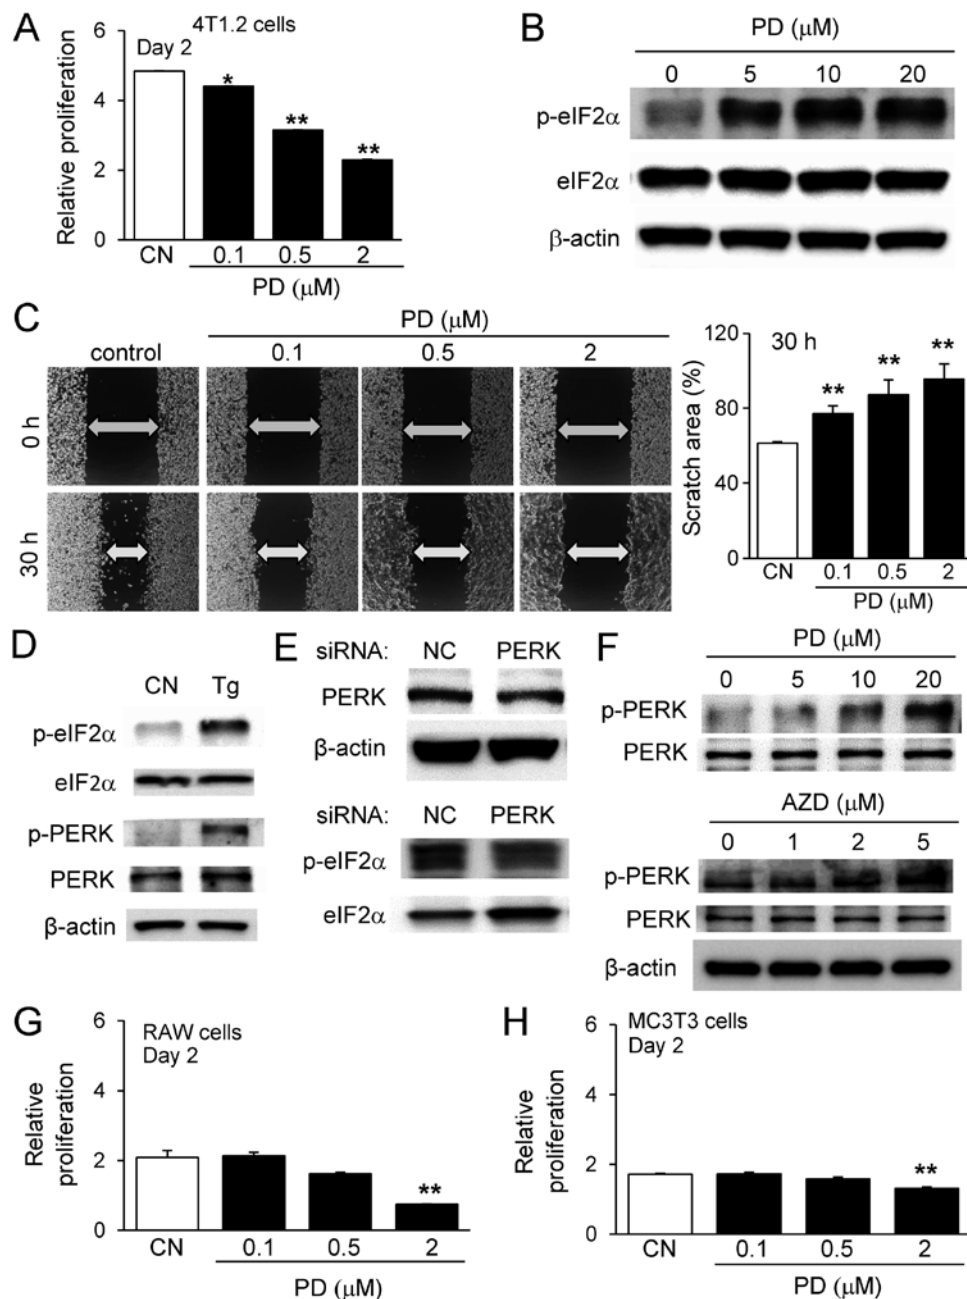 A
4T1.2 cells
Day 2
Relative proliferation
6
4
2
0
*
**
**
CN
0.1
0.5
2
PD (μM)
B
PD (μM)
0 5 10 20
p-eIF2α
eIF2α
β-actin
C
PD (μM)
control 0.1 0.5 2
0 h
30 h
30 h
Scratch area (%)
120
80
40
0
**
**
**
CN
0.1
0.5
2
PD (μM)
D
CN Tg
p-eIF2α
eIF2α
p-PERK
PERK
β-actin
E
siRNA: NC PERK
PERK
β-actin
siRNA: NC PERK
p-eIF2α
eIF2α
F
PD (μM)
0 5 10 20
p-PERK
PERK
AZD (μM)
0 1 2 5
p-PERK
PERK
β-actin
G
RAW cells
Day 2
Relative
proliferation
6
4
2
0
**
CN
0.1
0.5
2
PD (μM)
H
MC3T3 cells
Day 2
Relative
proliferation
6
4
2
0
**
CN
0.1
0.5
2
PD (μM)